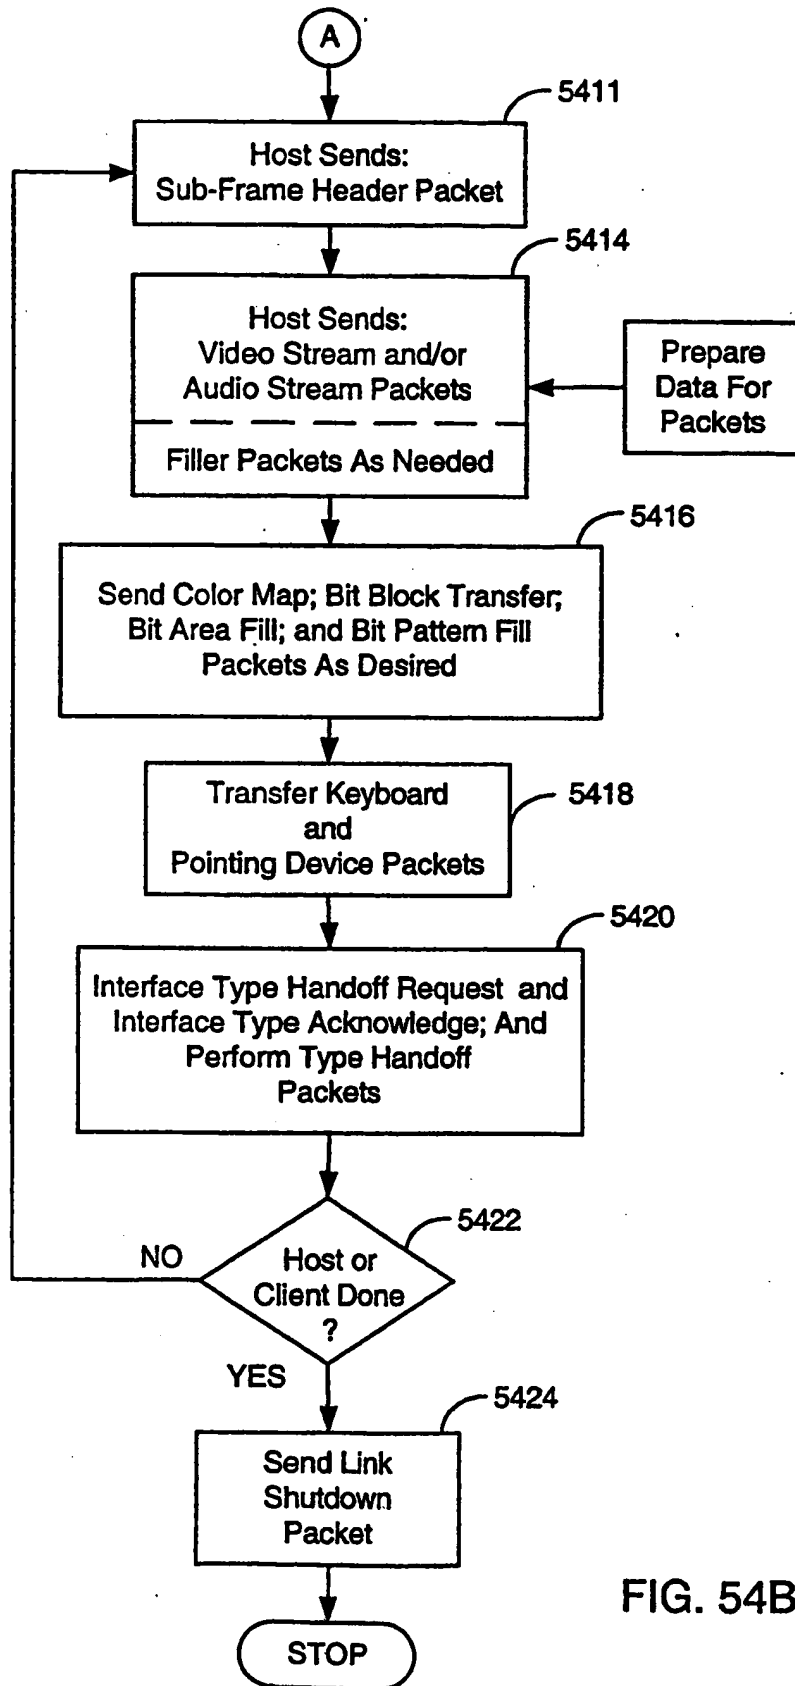 A
5411
Host Sends:
Sub-Frame Header Packet
5414
Host Sends:
Video Stream and/or
Audio Stream Packets
Filler Packets As Needed
Prepare
Data For
Packets
5416
Send Color Map; Bit Block Transfer;
Bit Area Fill; and Bit Pattern Fill
Packets As Desired
5418
Transfer Keyboard
and
Pointing Device Packets
5420
Interface Type Handoff Request and
Interface Type Acknowledge; And
Perform Type Handoff
Packets
5422
NO
Host or
Client Done
?
YES
5424
Send Link
Shutdown
Packet
FIG. 54B
STOP